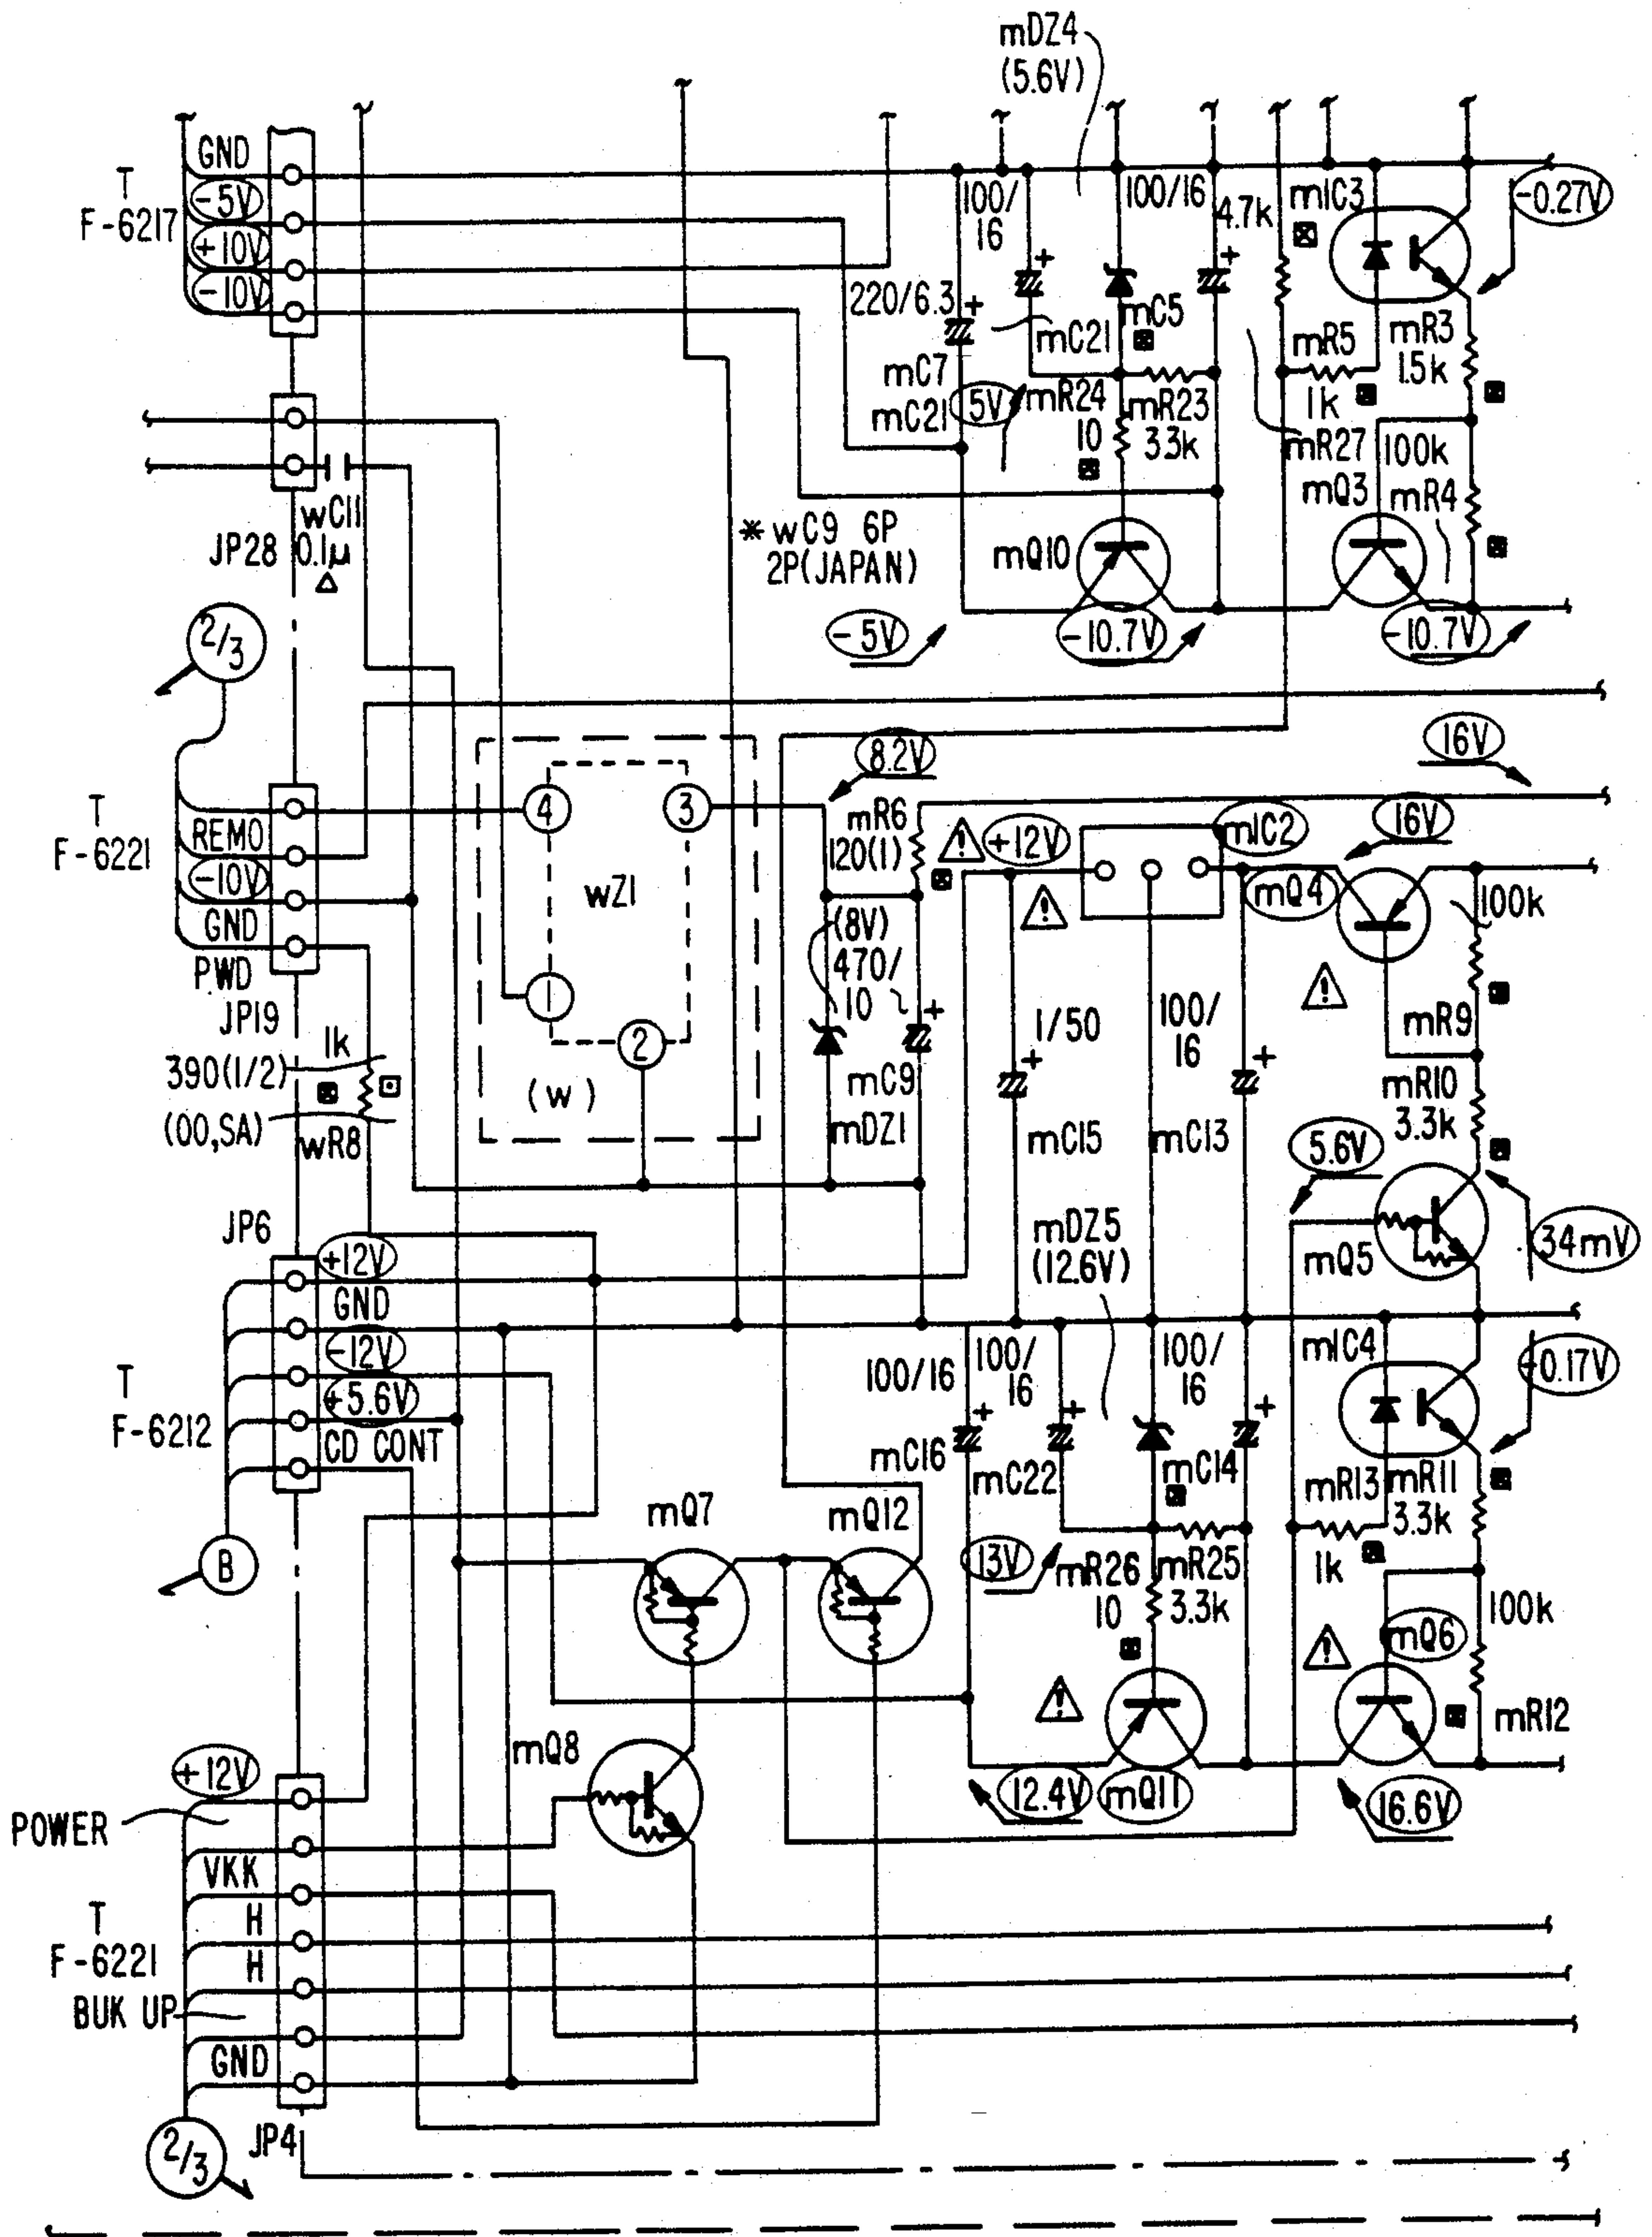 mDZ4
(5.6V)
GND
T
F-6217
-5V
+10V
-10V
100/
16
100/16
4.7k
mIC3
-0.27V
220/6.3
+
+
+
mC5
mC21
mR5
mR3
1.5k
mC7
mC21
5V
mR24
10
mR23
3.3k
1k
mR27
mQ3
100k
mR4
wC11
0.1μ
JP28
*wC9 6P
2P(JAPAN)
mQ10
2/3
-5V
-10.7V
-10.7V
8.2V
16V
T
F-6221
REMO
-10V
GND
PWD
JP19
4
3
wZ1
2
(w)
mR6
120(1)
+12V
mIC2
16V
mQ4
100k
(8V)
470/
10
+
mC9
mDZ1
1/50
+
mC15
100/
16
+
mC13
mR9
mR10
3.3k
1k
390(1/2)
(OO,SA)
wR8
5.6V
JP6
+12V
GND
-12V
+5.6V
CD CONT
T
F-6212
mDZ5
(12.6V)
mQ5
34mV
100/16
100/
16
100/
16
mIC4
+0.17V
+
+
+
mC16
mC22
mC14
mR13
mR11
3.3k
B
mQ7
mQ12
13V
mR26
10
mR25
3.3k
1k
mQ6
100k
mR12
mQ8
+12V
POWER
12.4V
mQ11
16.6V
VKK
T
F-6221
H
H
BUK UP
GND
JP4
2/3